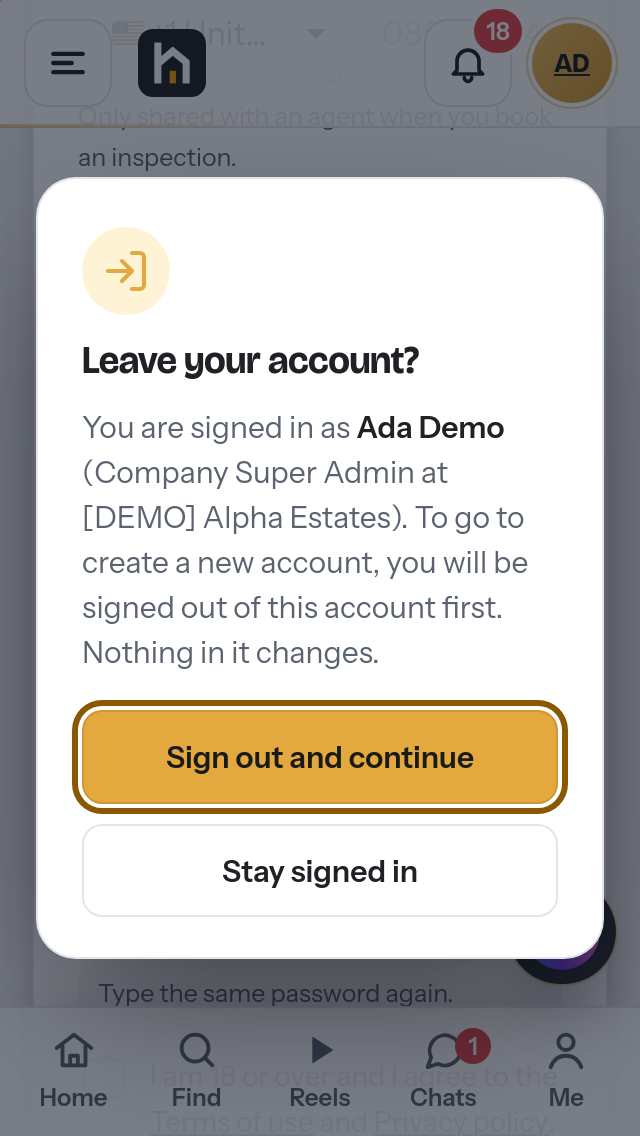 +1 Unit...
18
AD
Only shared with an agent when you book
an inspection.
Leave your account?
You are signed in as Ada Demo
(Company Super Admin at
[DEMO] Alpha Estates). To go to
create a new account, you will be
signed out of this account first.
Nothing in it changes.
Sign out and continue
Stay signed in
Type the same password again.
I am 18 or over and I agree to the
Terms of use and Privacy policy.
1
Home
Find
Reels
Chats
Me